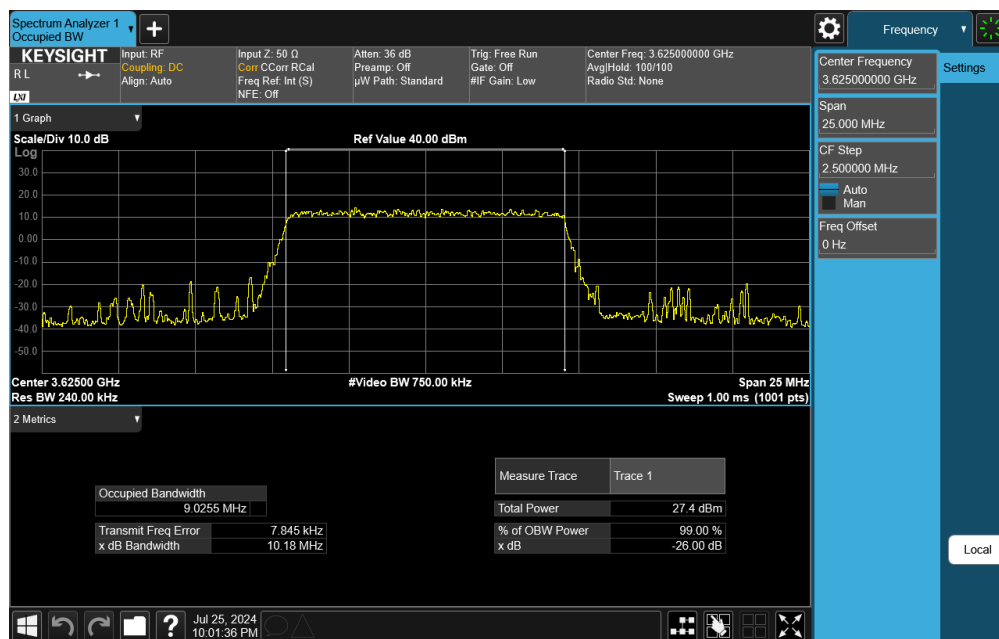 Spectrum Analyzer 1
Occupied BW
Frequency
KEYSIGHT
R L
LXI
Input: RF
Coupling: DC
Align: Auto
Input Z: 50 Ω
Corr CCorr RCal
Freq Ref: Int (S)
NFE: Off
Atten: 36 dB
Preamp: Off
µW Path: Standard
Trig: Free Run
Gate: Off
#IF Gain: Low
Center Freq: 3.625000000 GHz
Avg|Hold: 100/100
Radio Std: None
Center Frequency
3.625000000 GHz
Settings
Span
25.000 MHz
CF Step
2.500000 MHz
Auto
Man
Freq Offset
0 Hz
Local
1 Graph
Scale/Div 10.0 dB
Ref Value 40.00 dBm
Log
30.0
20.0
10.0
0.00
-10.0
-20.0
-30.0
-40.0
-50.0
Center 3.62500 GHz
#Video BW 750.00 kHz
Span 25 MHz
Res BW 240.00 kHz
Sweep 1.00 ms (1001 pts)
2 Metrics
Measure Trace
Trace 1
Occupied Bandwidth
9.0255 MHz
Total Power
27.4 dBm
Transmit Freq Error
7.845 kHz
% of OBW Power
99.00 %
x dB Bandwidth
10.18 MHz
x dB
-26.00 dB
?
Jul 25, 2024
10:01:36 PM